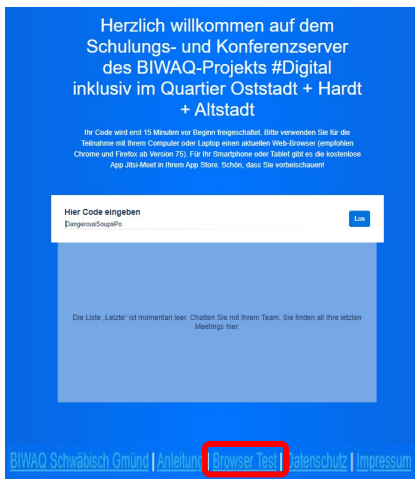 Herzlich willkommen auf dem
Schulungs- und Konferenzserver
des BIWAQ-Projekts #Digital
inklusiv im Quartier Oststadt + Hardt
+ Altstadt
Ihr Code wird erst 15 Minuten vor Beginn freigeschaltet. Bitte verwenden Sie für die
Teilnahme mit Ihrem Computer oder Laptop einen aktuellen Web-Browser (empfohlen
Chrome und Firefox ab Version 75). Für Ihr Smartphone oder Tablet gibt es die kostenlose
App Jitsi-Meet in Ihrem App Store. Schön, dass Sie vorbeischauen!
Hier Code eingeben
DangerousSoupsPo
Los
Die Liste „Letzte“ ist momentan leer. Chatten Sie mit Ihrem Team. Sie finden all Ihre letzten
Meetings hier.
BIWAQ Schwäbisch Gmünd | Anleitung | Browser Test | Datenschutz | Impressum